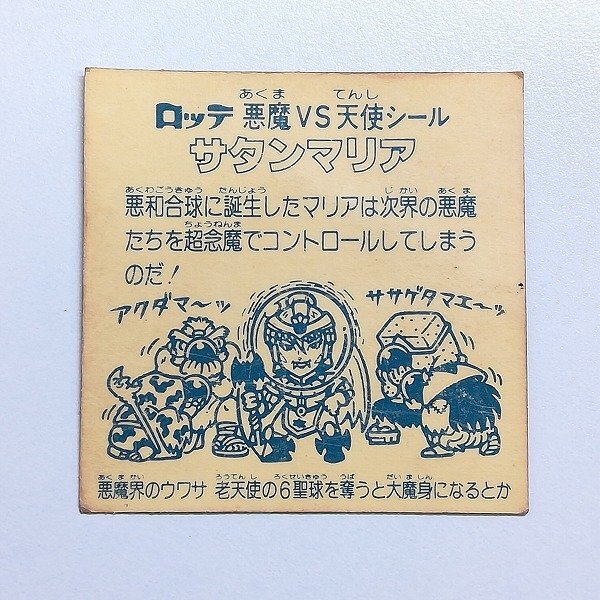 あくま てんし
ロッテ 悪魔VS天使シール
サタンマリア
あくわごうきゅう たんじょう じかい あくま
悪和合球に誕生したマリアは次界の悪魔
ちょうねんま
たちを超念魔でコントロールしてしまう
のだ!
アクダマ〜ッ ササゲタマエ〜ッ
あくまかい ろうてんし ろくせいきゅう うば だいましん
悪魔界のウワサ 老天使の6聖球を奪うと大魔身になるとか